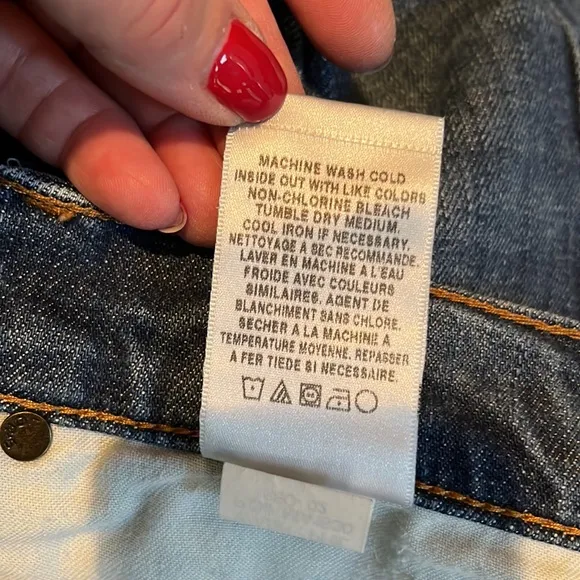 MACHINE WASH COLD
INSIDE OUT WITH LIKE COLORS
NON-CHLORINE BLEACH
TUMBLE DRY MEDIUM.
COOL IRON IF NECESSARY.
NETTOYAGE A SEC RECOMMANDE.
LAVER EN MACHINE A L'EAU
FROIDE AVEC COULEURS
SIMILAIRES. AGENT DE
BLANCHIMENT SANS CHLORE.
SECHER A LA MACHINE A
TEMPERATURE MOYENNE. REPASSER
A FER TIEDE SI NECESSAIRE.